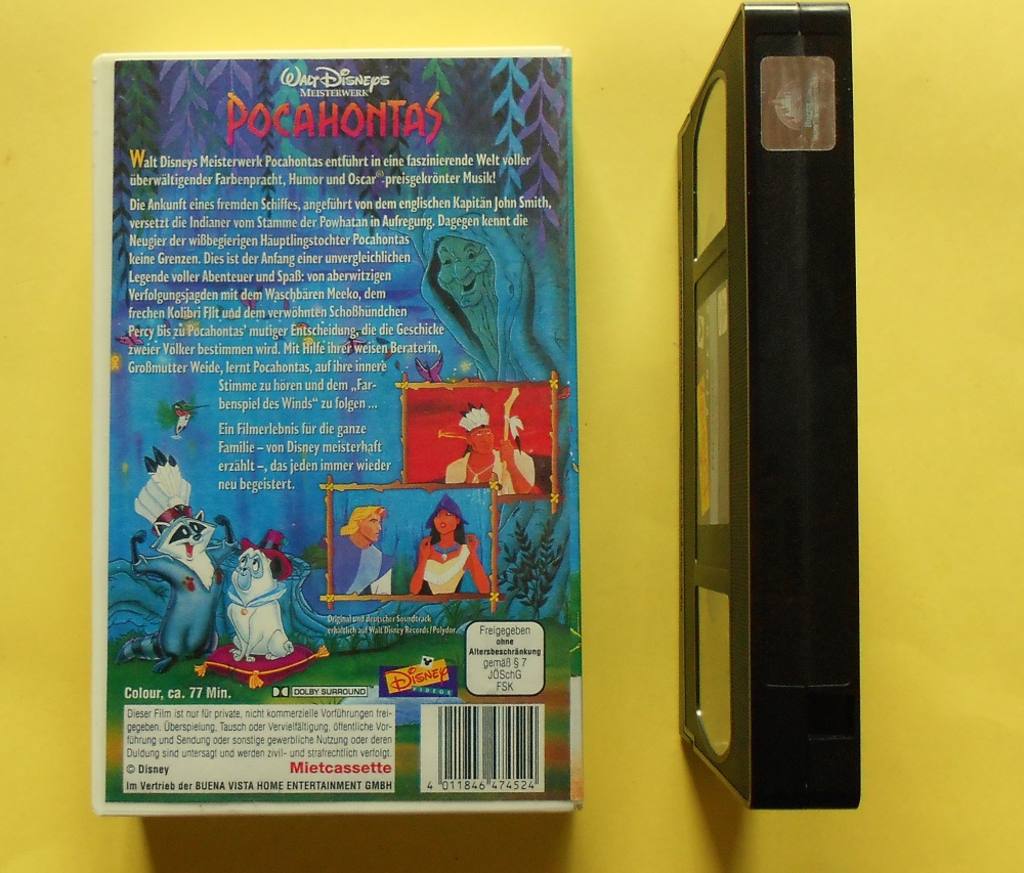 Walt Disneys
Meisterwerk
Pocahontas
Walt Disneys Meisterwerk Pocahontas entführt in eine faszinierende Welt voller
überwältigender Farbenpracht, Humor und Oscar®-preisgekrönter Musik!
Die Ankunft eines fremden Schiffes, angeführt von dem englischen Kapitän John Smith,
versetzt die Indianer vom Stamme der Powhatan in Aufregung. Dagegen kennt die
Neugier der wißbegierigen Häuptlingstochter Pocahontas
keine Grenzen. Dies ist der Anfang einer unvergleichlichen
Legende voller Abenteuer und Spaß: von aberwitzigen
Verfolgungsjagden mit dem Waschbären Meeko, dem
frechen Kolibri Flit und dem verwöhnten Schoßhündchen
Percy bis zu Pocahontas' mutiger Entscheidung, die die Geschicke
zweier Völker bestimmen wird. Mit Hilfe ihrer weisen Beraterin,
Großmutter Weide, lernt Pocahontas, auf ihre innere
Stimme zu hören und dem „Far-
benspiel des Winds" zu folgen ...
Ein Filmerlebnis für die ganze
Familie – von Disney meisterhaft
erzählt –, das jeden immer wieder
neu begeistert.
Original und deutscher Soundtrack
erhältlich auf Walt Disney Records/Polydor.
Freigegeben
ohne
Altersbeschränkung
gemäß § 7
JÖSchG
FSK
Disney
VIDEOS
Colour, ca. 77 Min.
DOLBY SURROUND
Dieser Film ist nur für private, nicht kommerzielle Vorführungen frei-
gegeben. Überspielung, Tausch oder Vervielfältigung, öffentliche Vor-
führung und Sendung oder sonstige gewerbliche Nutzung oder deren
Duldung sind untersagt und werden zivil- und strafrechtlich verfolgt.
© Disney
Mietcassette
Im Vertrieb der BUENA VISTA HOME ENTERTAINMENT GMBH
4 011846 474524